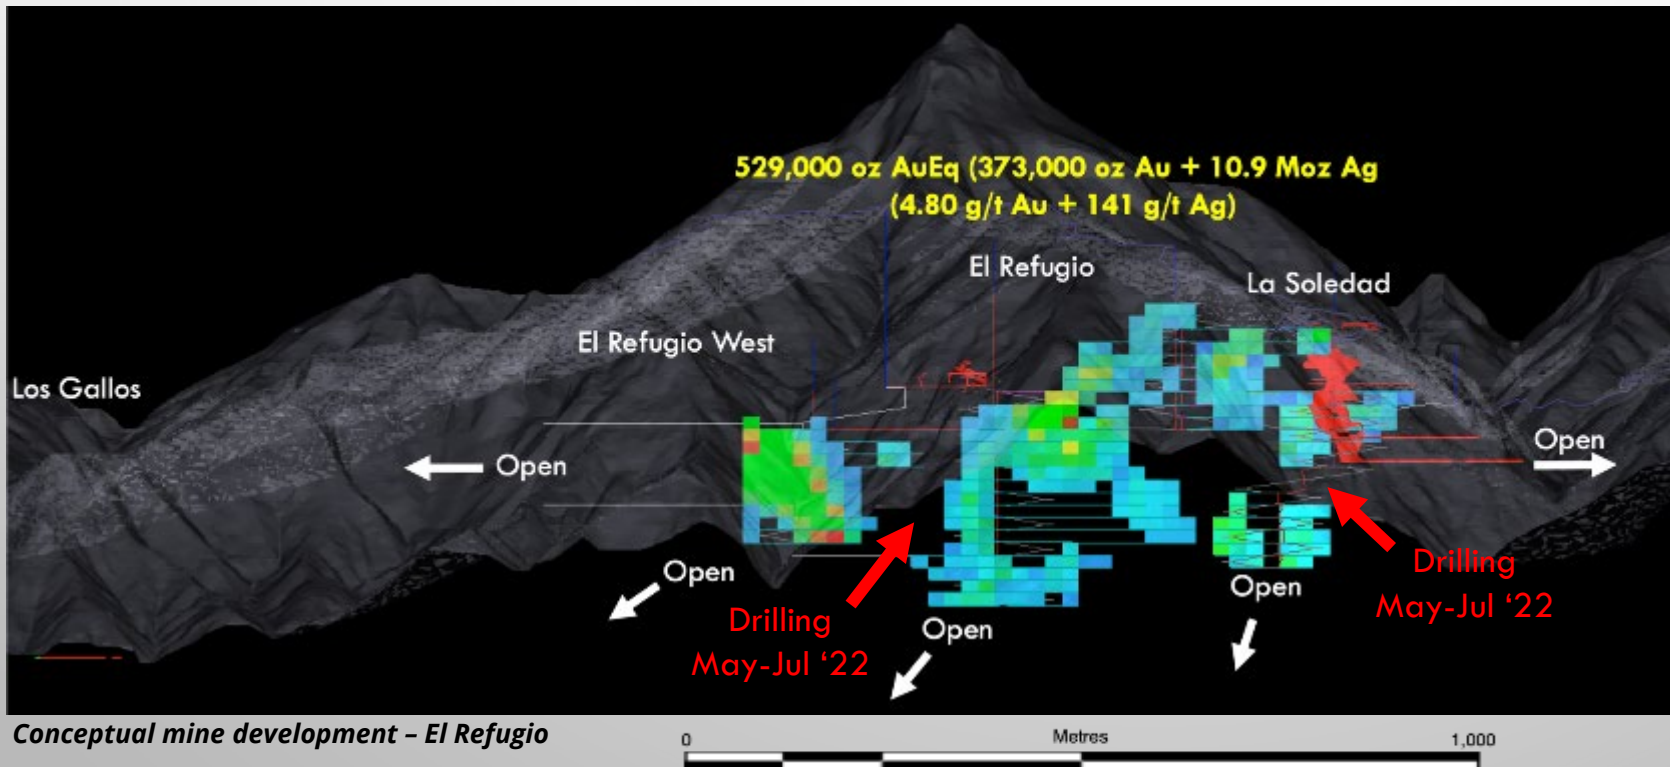 529,000 oz AuEq (373,000 oz Au + 10.9 Moz Ag
(4.80 g/t Au + 141 g/t Ag)
El Refugio
La Soledad
El Refugio West
Los Gallos
Open
Open
Open
Open
Open
Drilling
May-Jul ‘22
Drilling
May-Jul ‘22
Conceptual mine development – El Refugio
0
Metres
1,000